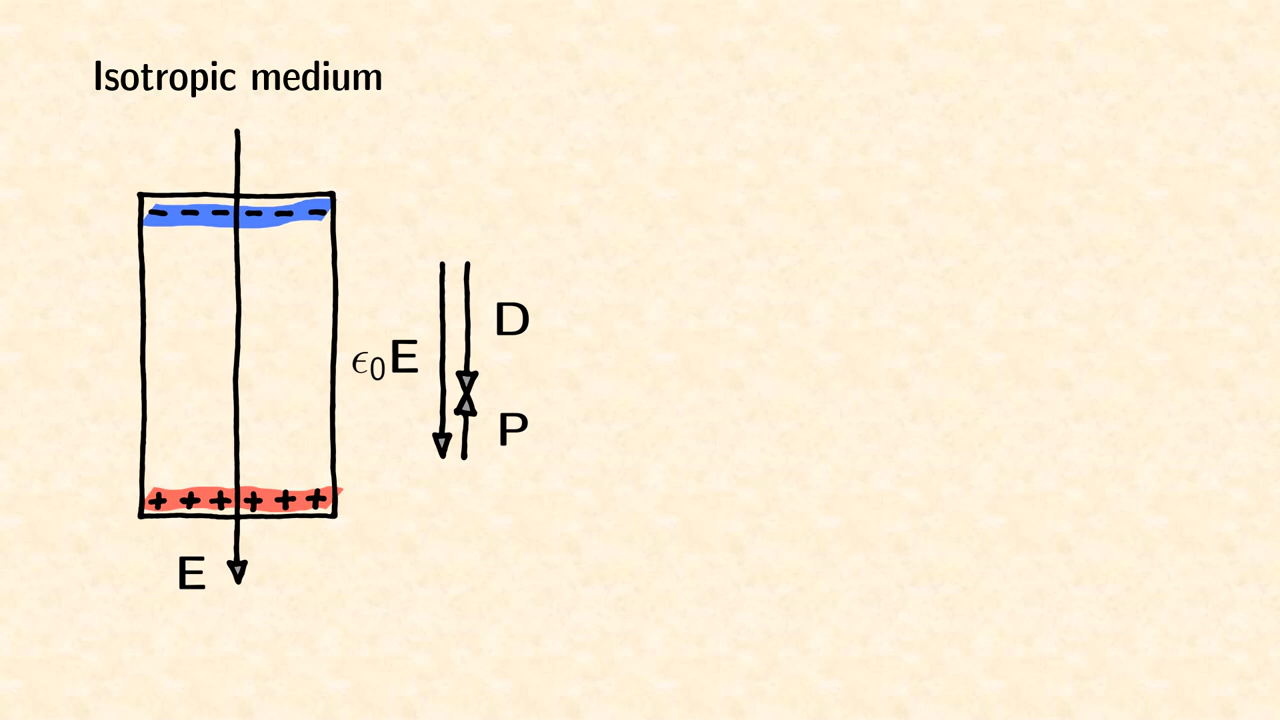 Isotropic medium
- - - - - -
D
ϵ₀E
P
+ + + + + +
E